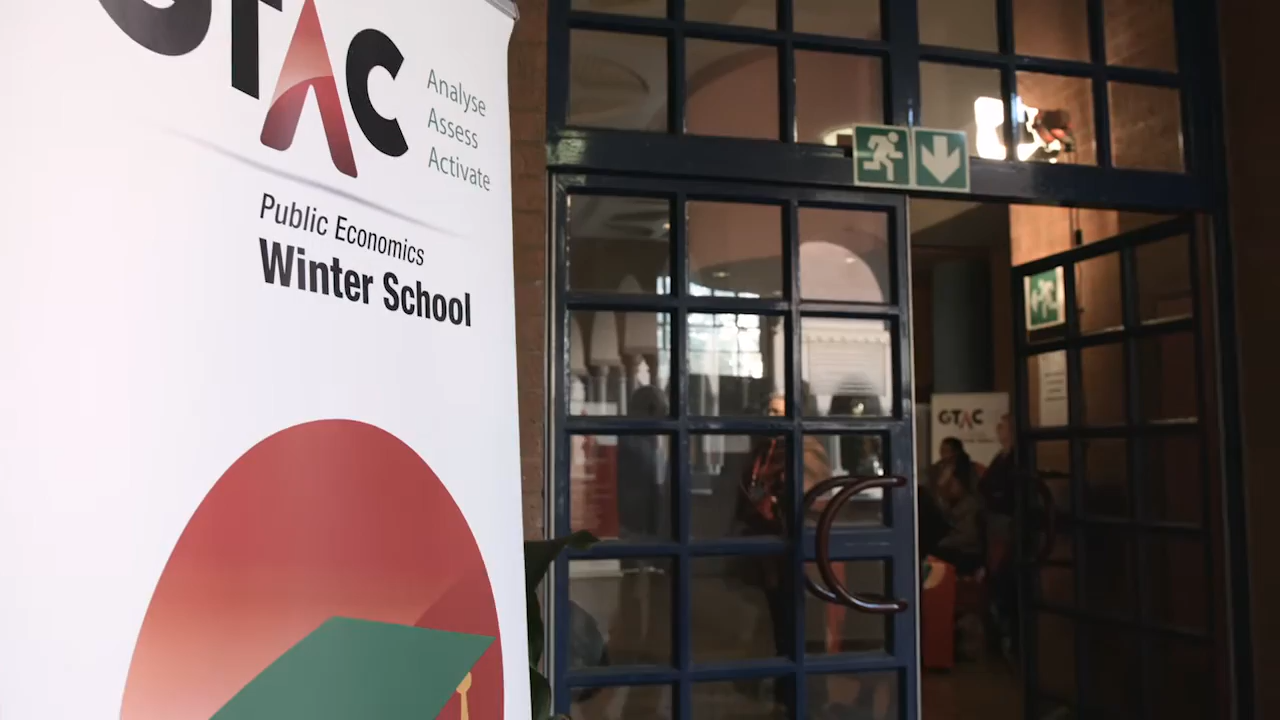 GTAC
Analyse
Assess
Activate
Public Economics
Winter School
GTAC